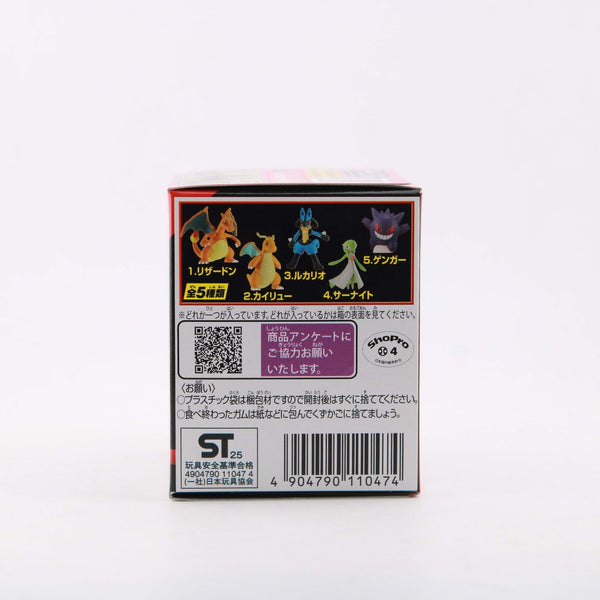 1.リザードン
2.カイリュー
3.ルカリオ
4.サーナイト
5.ゲンガー
全5種類
※どれか一つが入っています。どれが入っているかは箱の表面を見てください。
商品アンケートに
ご協力お願い
いたします。
ShoPro
4
〈お願い〉
○プラスチック袋は梱包材ですので開封後はすぐに捨ててください。
○食べ終わったガムは紙などに包んでくずかごに捨てましょう。
ST 25
玩具安全基準合格
4904790 11047 4
(一社)日本玩具協会
4 904790 110474